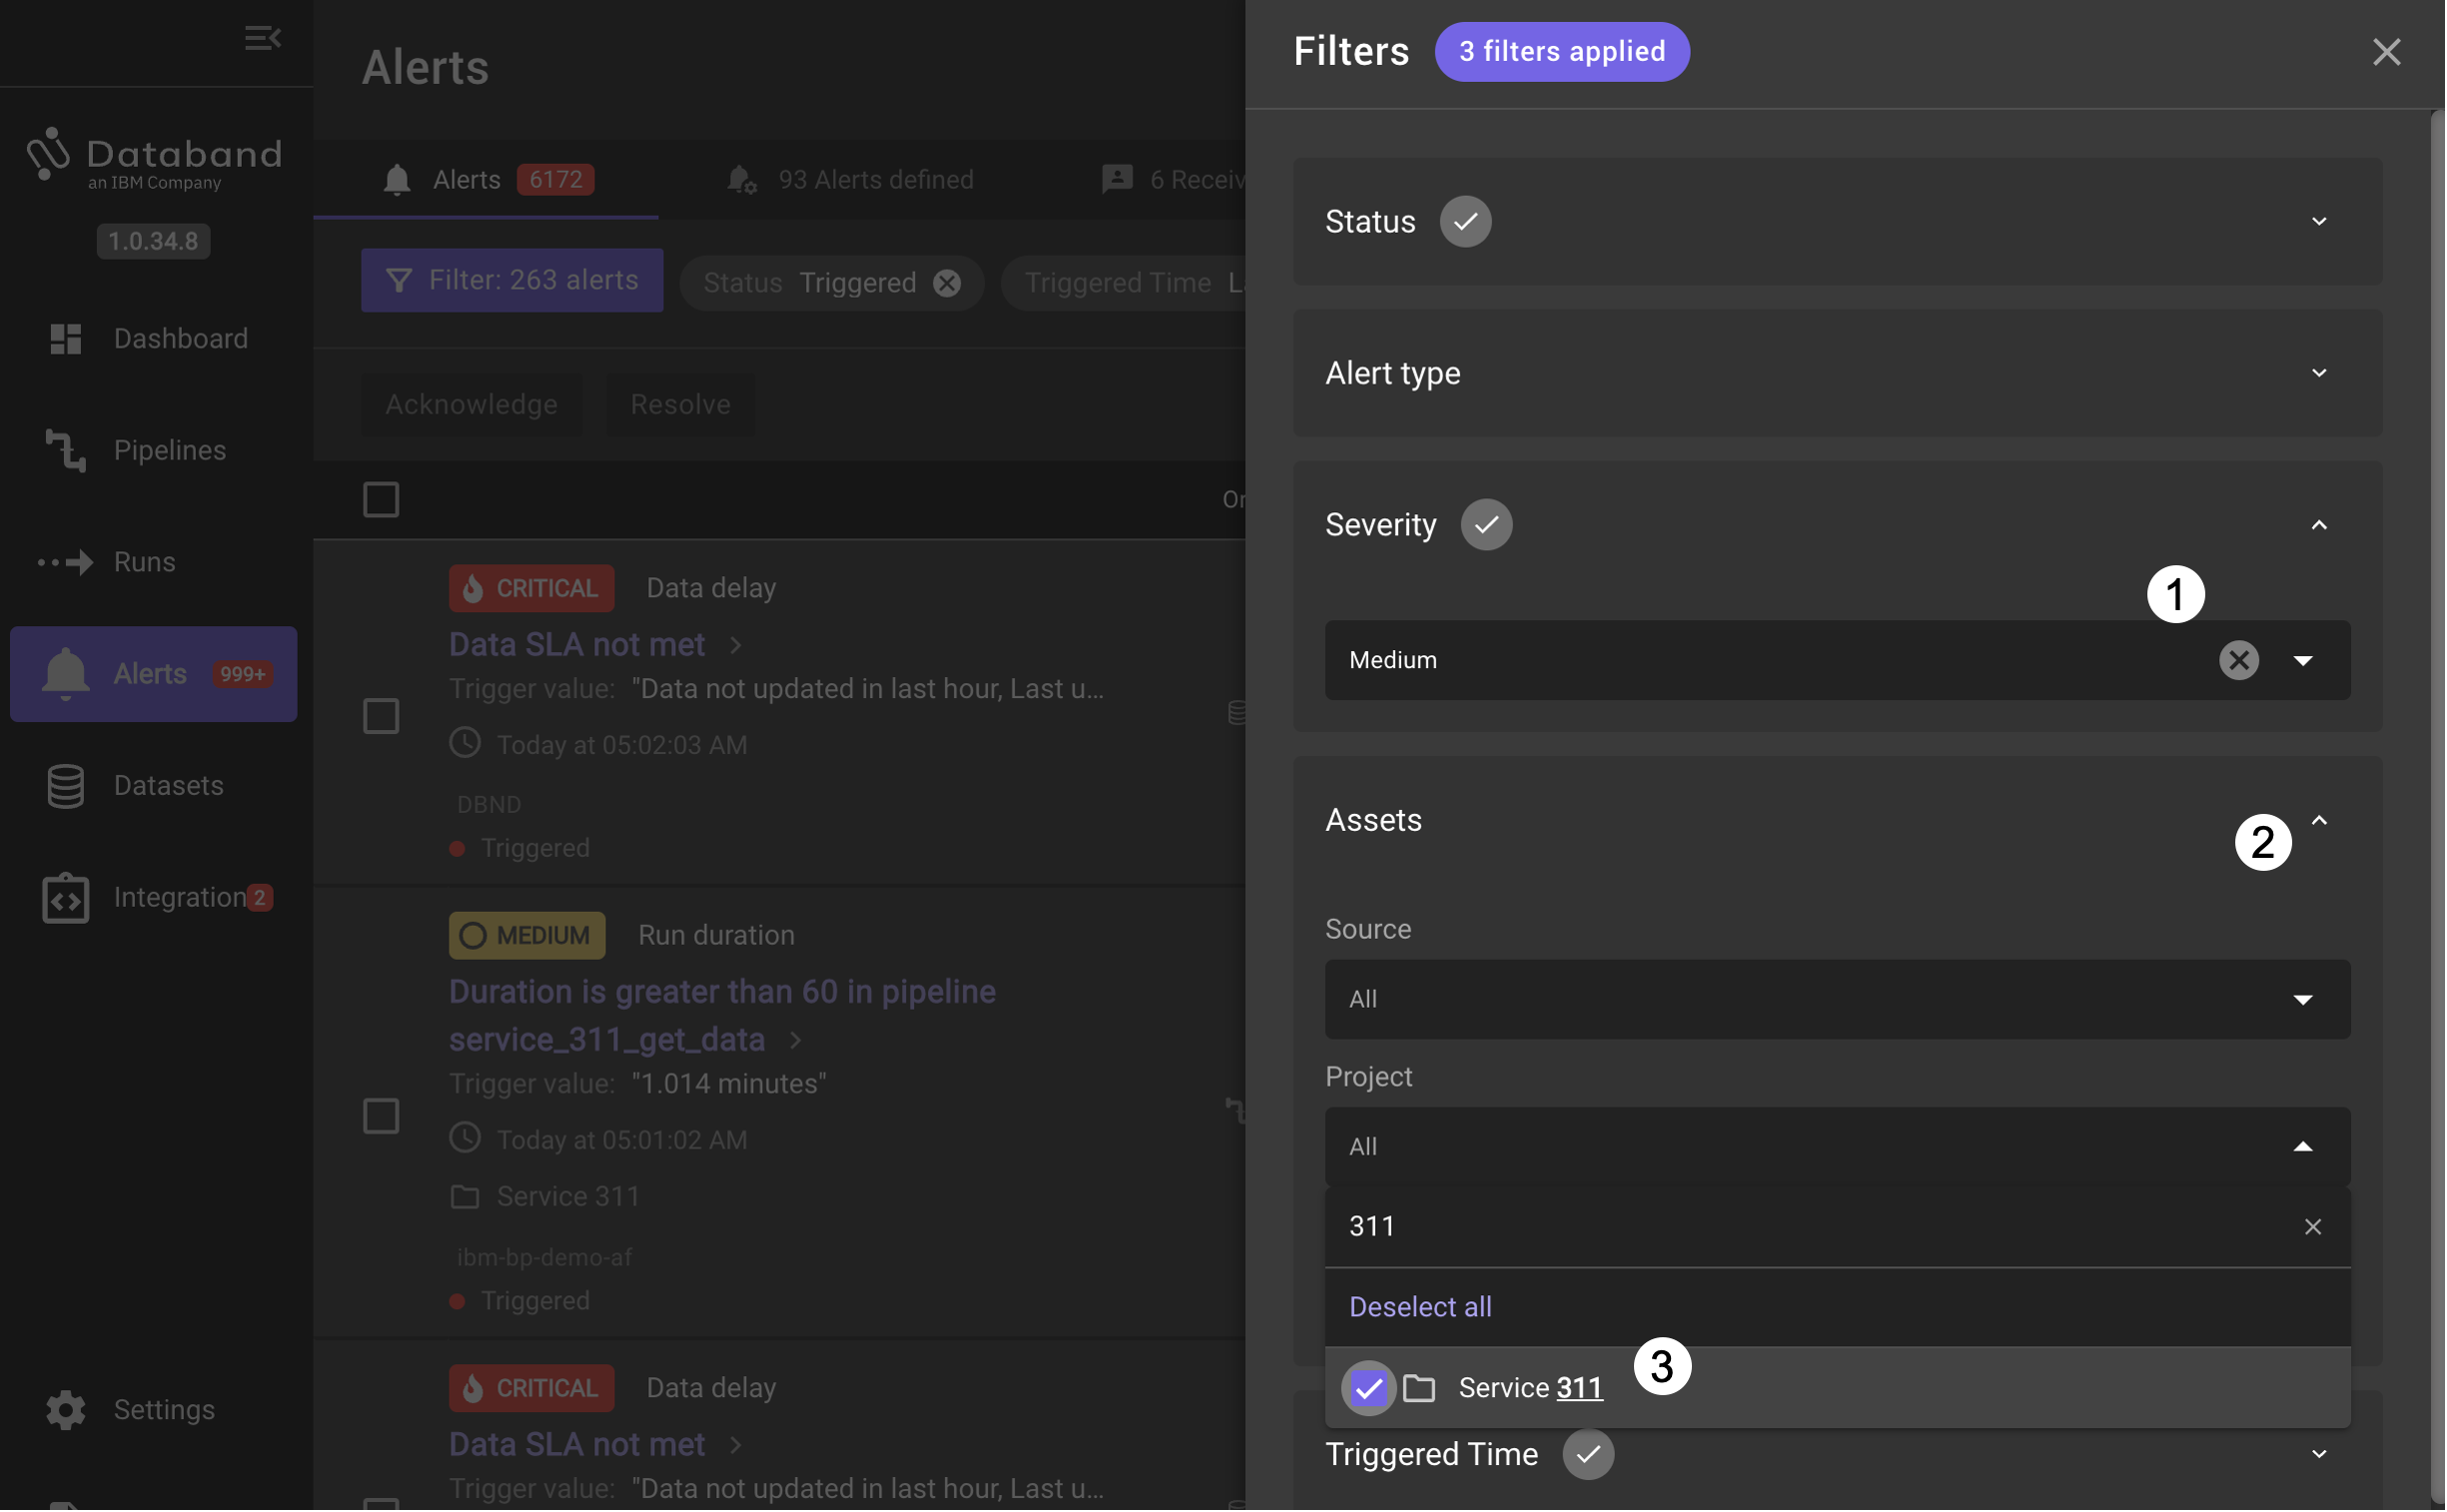 Databand
an IBM Company
1.0.34.8
Dashboard
Pipelines
Runs
Alerts 999+
Datasets
Integration 2
Settings
Alerts
Alerts 6172
93 Alerts defined
6 Receiv
Filter: 263 alerts
Status Triggered
Triggered Time
Acknowledge Resolve
Or
CRITICAL Data delay
Data SLA not met
Trigger value: "Data not updated in last hour, Last u...
Today at 05:02:03 AM
DBND
Triggered
MEDIUM Run duration
Duration is greater than 60 in pipeline
service_311_get_data
Trigger value: "1.014 minutes"
Today at 05:01:02 AM
Service 311
ibm-bp-demo-af
Triggered
CRITICAL Data delay
Data SLA not met
Trigger value: "Data not updated in last hour, Last u...
Filters 3 filters applied
Status
Alert type
Severity
1
Medium
Assets
2
Source
All
Project
All
311
Deselect all
Service 311
3
Triggered Time